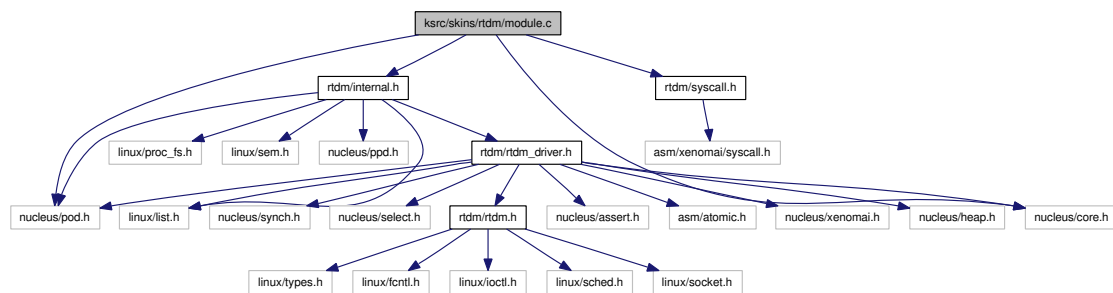 ksrc/skins/rtdm/module.c
rtdm/internal.h
rtdm/syscall.h
linux/proc_fs.h
linux/sem.h
nucleus/ppd.h
rtdm/rtdm_driver.h
asm/xenomai/syscall.h
nucleus/pod.h
linux/list.h
nucleus/synch.h
nucleus/select.h
rtdm/rtdm.h
nucleus/assert.h
asm/atomic.h
nucleus/xenomai.h
nucleus/heap.h
nucleus/core.h
linux/types.h
linux/fcntl.h
linux/ioctl.h
linux/sched.h
linux/socket.h